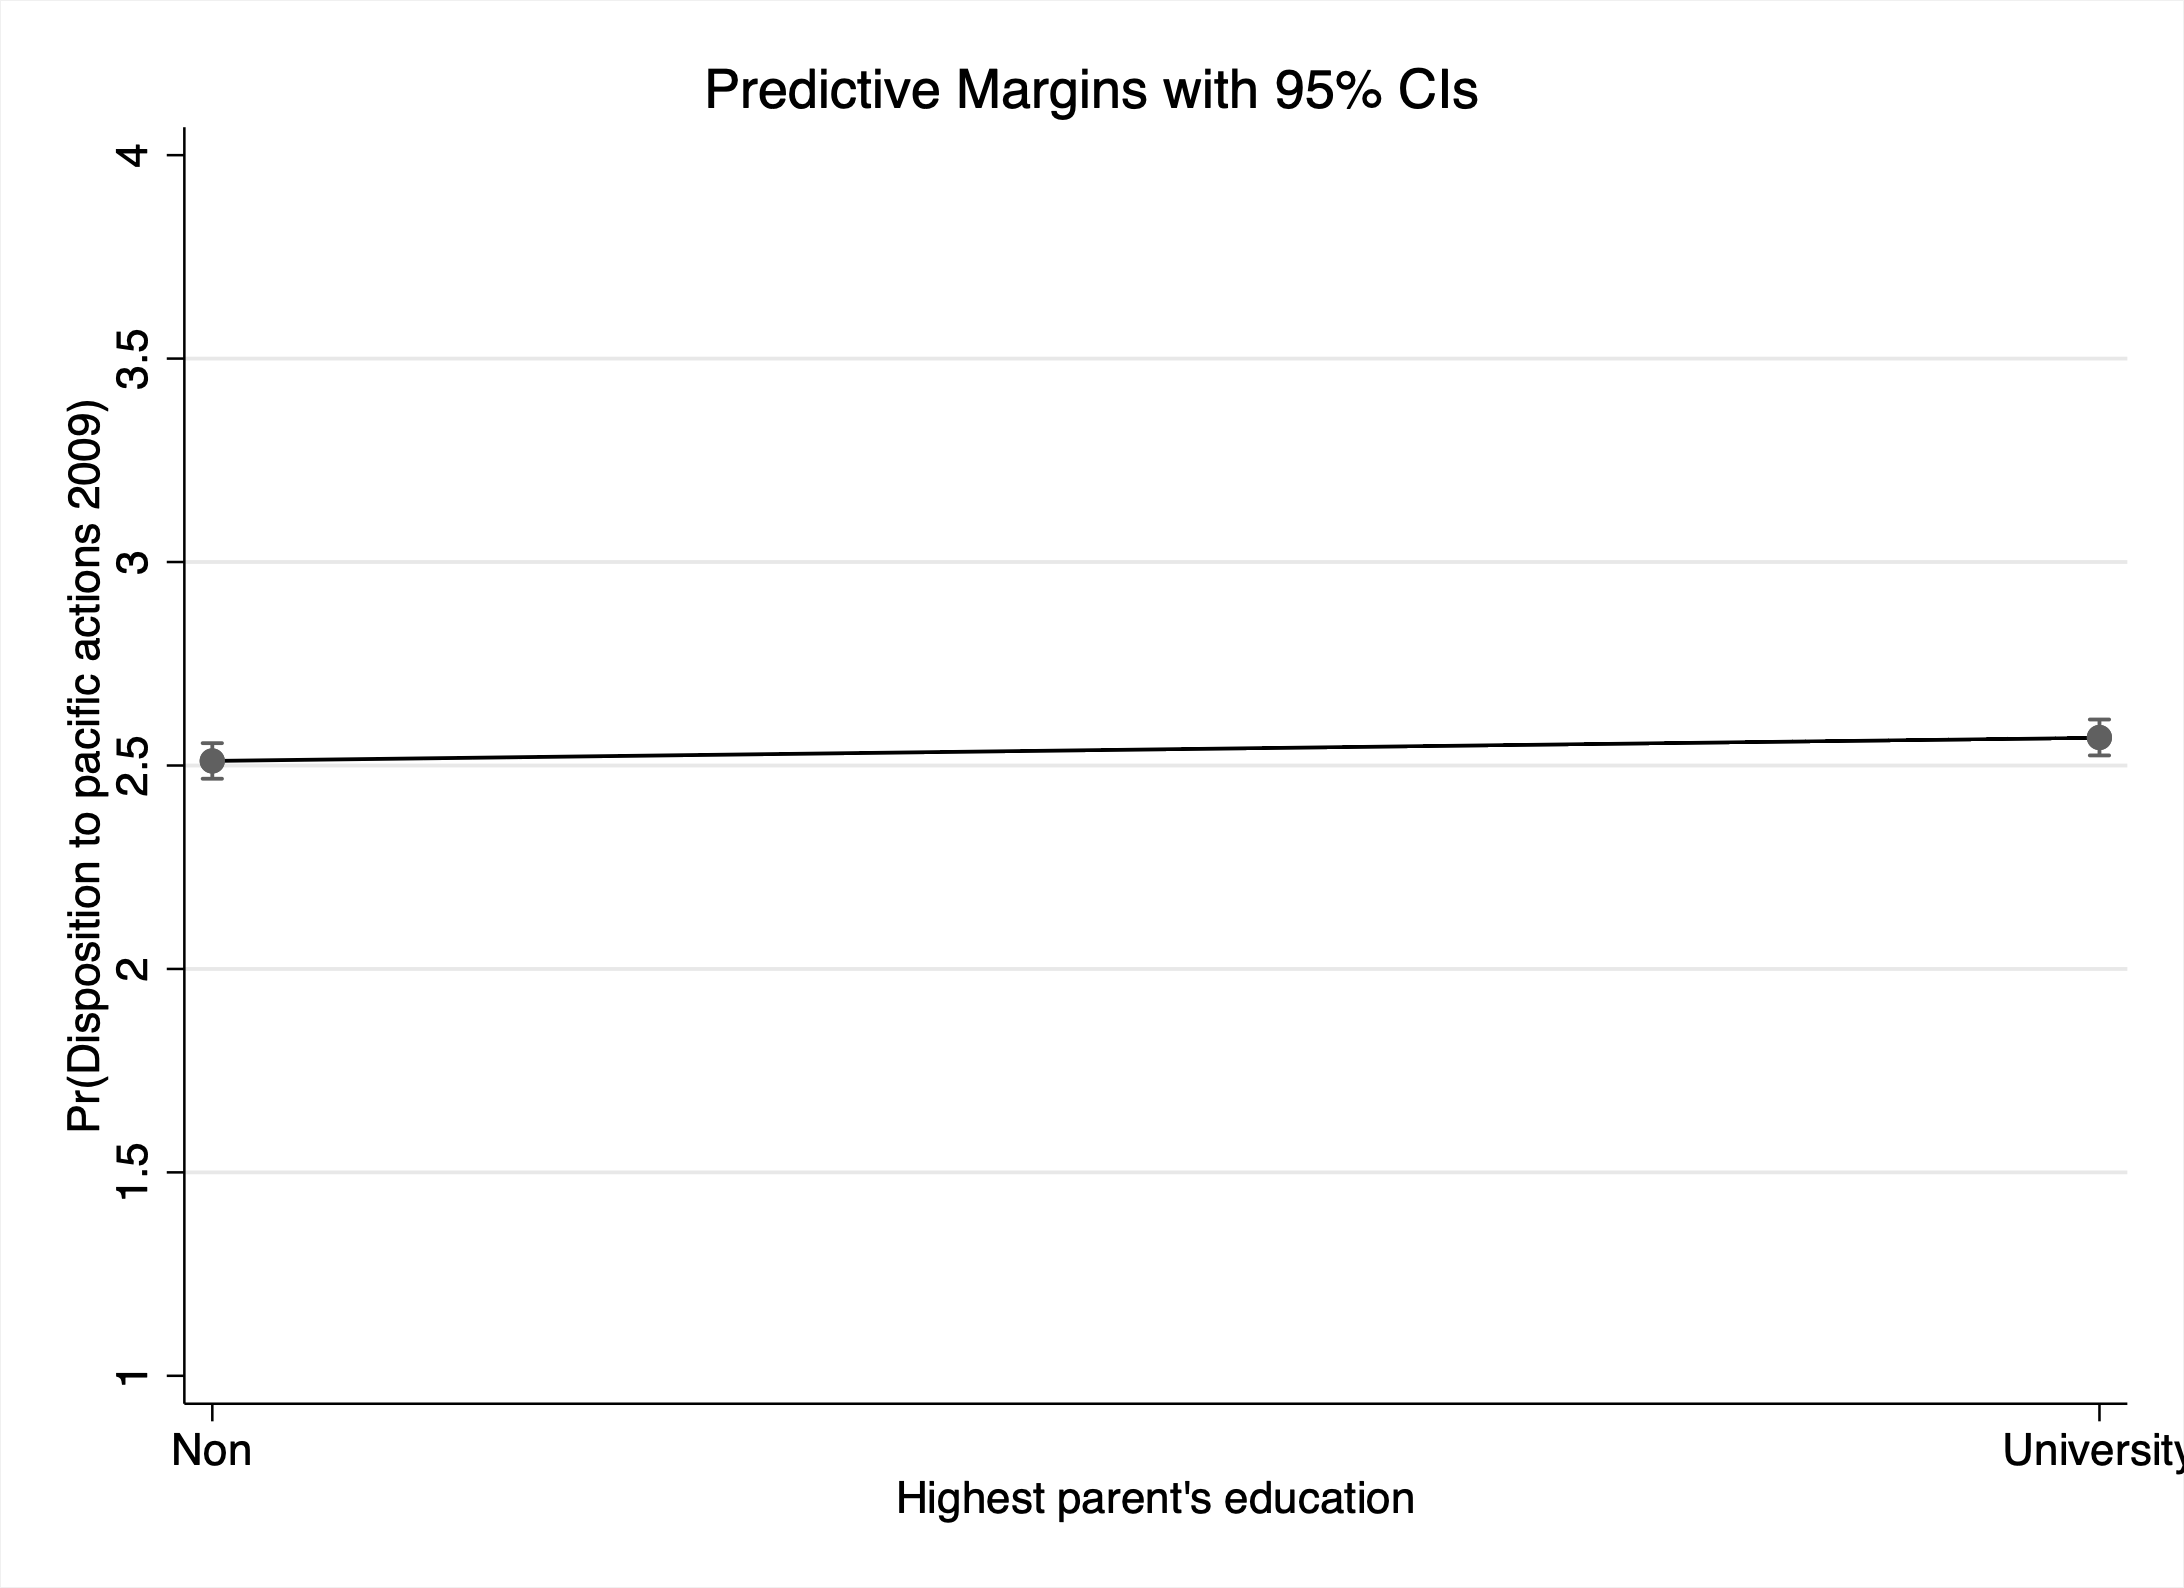 Predictive Margins with 95% CIs
Pr(Disposition to pacific actions 2009)
4
3.5
3
2.5
2
1.5
1
Non
University
Highest parent's education